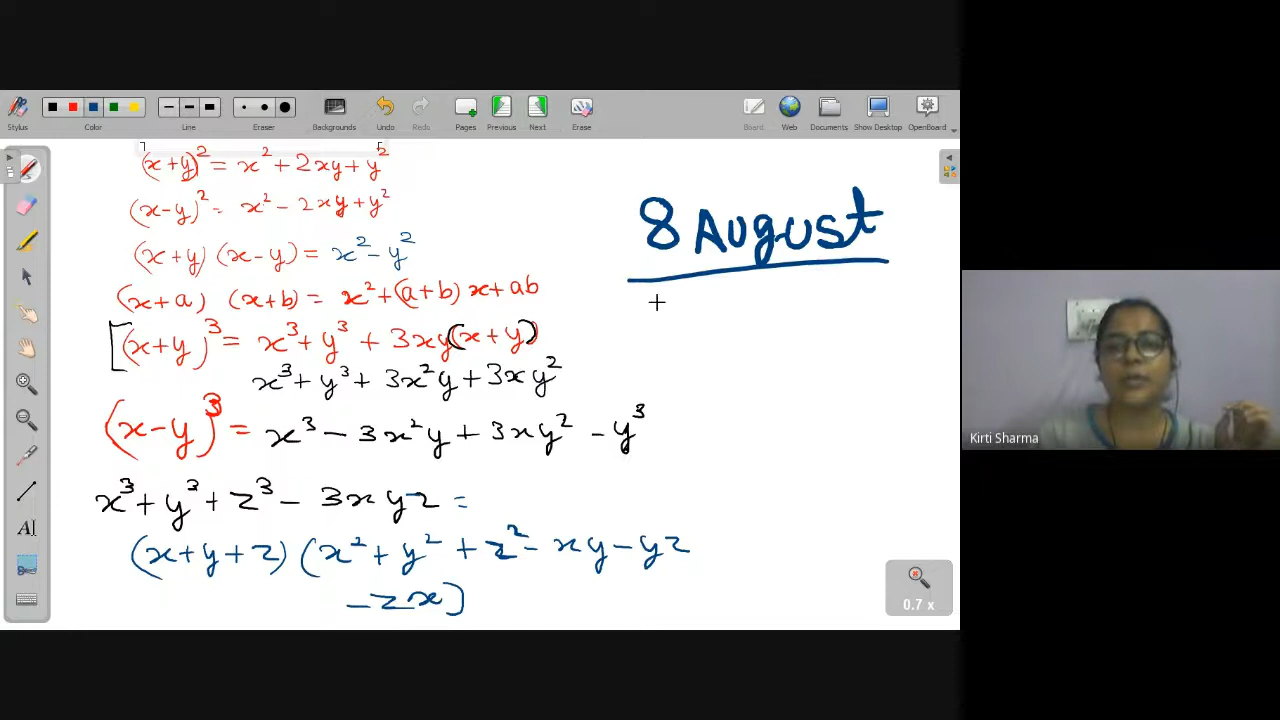 Stylus Color Line Eraser Backgrounds Undo Redo Pages Previous Next Erase Board Web Documents Show Desktop OpenBoard
(x+y)² = x² + 2xy + y²
(x-y)² = x² - 2xy + y²
(x+y) (x-y) = x² - y²
(x+a) (x+b) = x² + (a+b) x + ab
[(x+y)³ = x³ + y³ + 3xy(x+y)
x³ + y³ + 3x²y + 3xy²
(x-y)³ = x³ - 3x²y + 3xy² - y³
x³ + y³ + z³ - 3xyz =
(x+y+z) (x² + y² + z² - xy - yz
- zx)
8 August
AI
0.7 x
Kirti Sharma